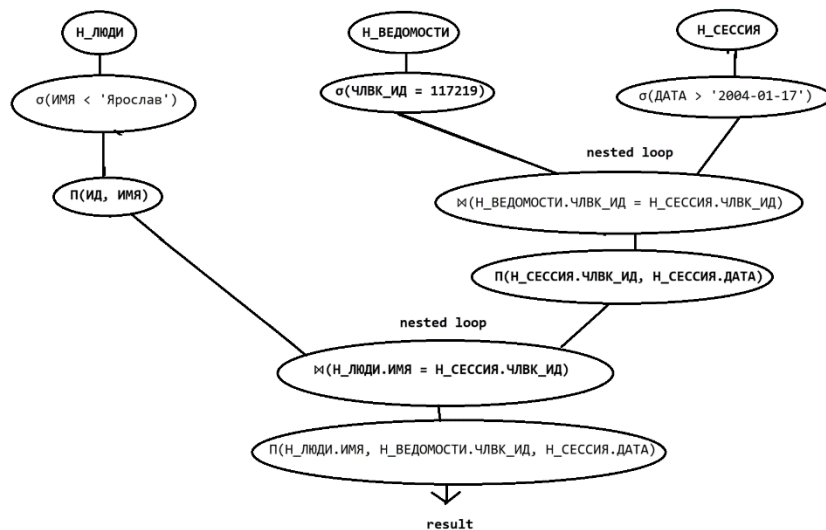 Н_ЛЮДИ
Н_ВЕДОМОСТИ
Н_СЕССИЯ
σ(ИМЯ < 'Ярослав')
σ(ЧЛВК_ИД = 117219)
σ(ДАТА > '2004-01-17')
nested loop
П(ИД, ИМЯ)
⋈(Н_ВЕДОМОСТИ.ЧЛВК_ИД = Н_СЕССИЯ.ЧЛВК_ИД)
П(Н_СЕССИЯ.ЧЛВК_ИД, Н_СЕССИЯ.ДАТА)
nested loop
⋈(Н_ЛЮДИ.ИМЯ = Н_СЕССИЯ.ЧЛВК_ИД)
П(Н_ЛЮДИ.ИМЯ, Н_ВЕДОМОСТИ.ЧЛВК_ИД, Н_СЕССИЯ.ДАТА)
result